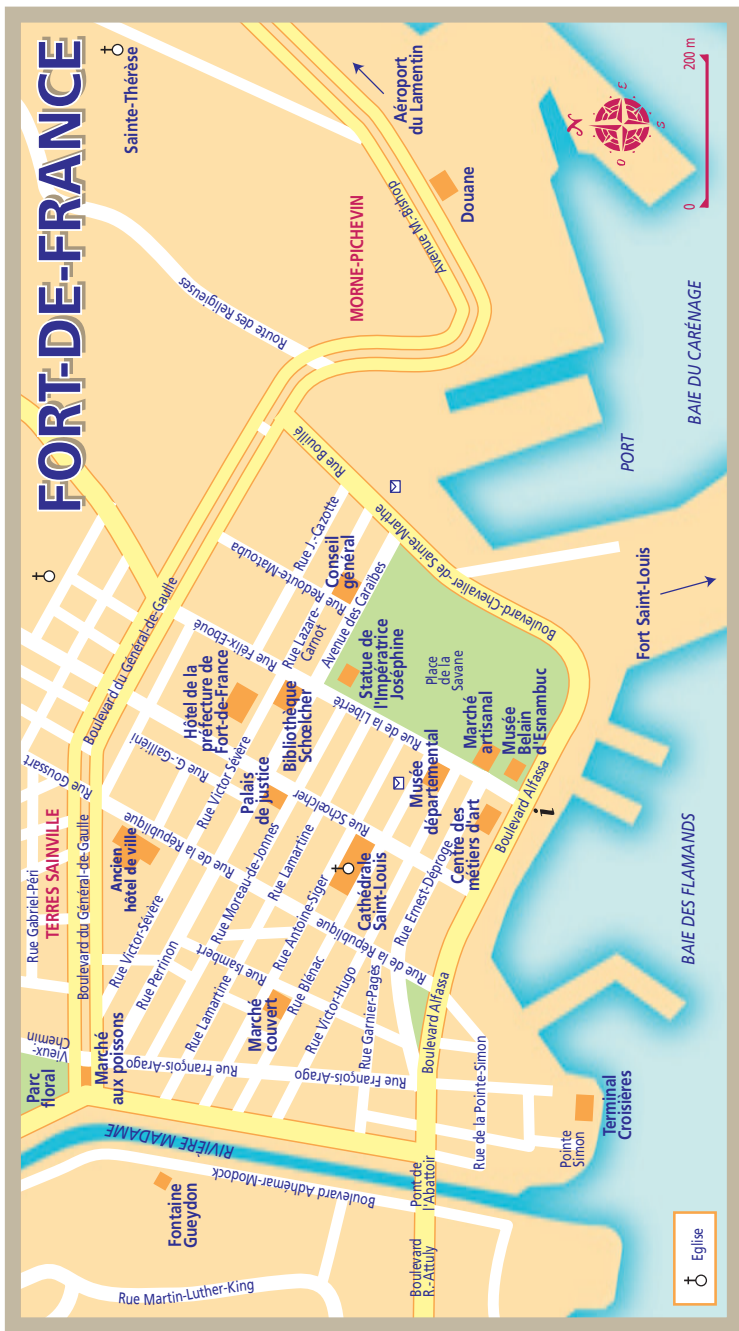 FORT-DE-FRANCE
Sainte-Thérèse
Aéroport
du Lamentin
Avenue M.-Bishop
Douane
MORNE-PICHEVIN
Route des Religieuses
200 m
0
N
E
S
O
BAIE DU CARÉNAGE
PORT
Rue Bouillé
Boulevard-Chevalier-de-Sainte-Marthe
Fort Saint-Louis
Boulevard du Général-de-Gaulle
Rue J.-Cazotte
Rue Redoute-Matouba
Conseil
général
Rue Lazare-
Carnot
Avenue des Caraïbes
Rue Félix-Eboué
Hôtel de la
préfecture de
Fort-de-France
Bibliothèque
Schœlcher
Statue de
l'Impératrice
Joséphine
Place
de la
Savane
Rue de la Liberté
Marché
artisanal
Musée
Belain
d'Esnambuc
Musée
départemental
Centre des
métiers d'art
i
Boulevard Alfassa
Rue Goussart
Rue G.-Galliéni
Rue Victor Sévère
Palais
de justice
Rue Schœlcher
TERRES SAINVILLE
Rue Gabriel-Péri
Boulevard du Général-de-Gaulle
Ancien
hôtel de ville
Rue de la République
Rue Moreau-de-Jonnes
Rue Lamartine
Cathédrale
Saint-Louis
Rue Ernest-Déproge
Rue Victor-Sévère
Rue Perrinon
Rue Isambert
Rue Antoine-Siger
Rue de la République
Rue Lamartine
Rue Blénac
Marché
couvert
Rue Victor-Hugo
Rue Garnier-Pagès
Boulevard Alfassa
BAIE DES FLAMANDS
Vieux-
Chemin
Parc
floral
Marché
aux poissons
Rue François-Arago
Rue François-Arago
Rue de la Pointe-Simon
Pointe
Simon
Terminal
Croisières
RIVIÈRE MADAME
Fontaine
Gueydon
Boulevard Adhémar-Modock
Pont de
l'Abattoir
Boulevard
R.-Attuly
Rue Martin-Luther-King
Eglise